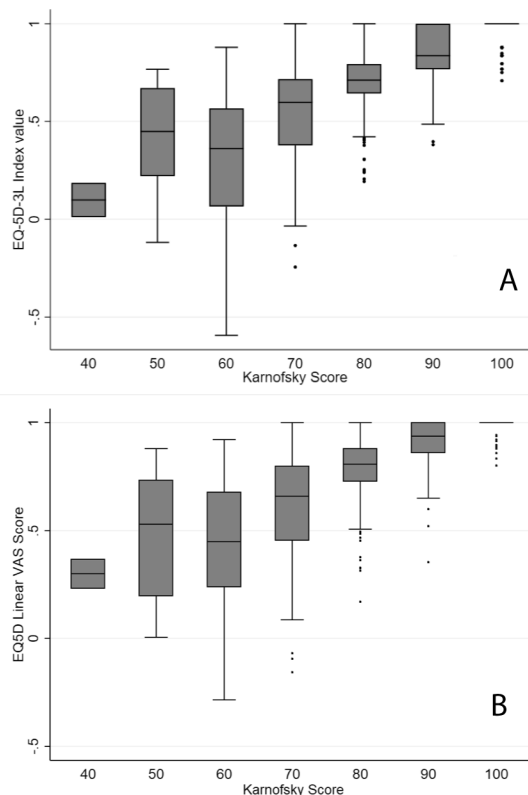 1
.5
0
-.5
EQ-5D-3L Index value
A
40 50 60 70 80 90 100
Karnofsky Score
1
.5
0
-.5
EQ5D Linear VAS Score
B
40 50 60 70 80 90 100
Karnofsky Score